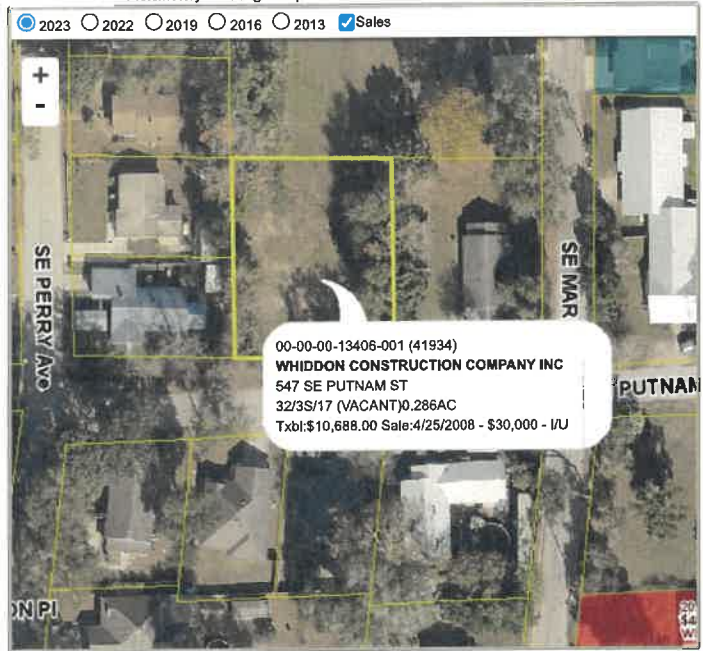 2023 2022 2019 2016 2013 Sales
+
-
SE PERRY Ave
SE MAR
00-00-00-13406-001 (41934)
WHIDDON CONSTRUCTION COMPANY INC
547 SE PUTNAM ST
32/3S/17 (VACANT)0.286AC
Txbl:$10,688.00 Sale:4/25/2008 - $30,000 - I/U
PUTNAM
ON Pl